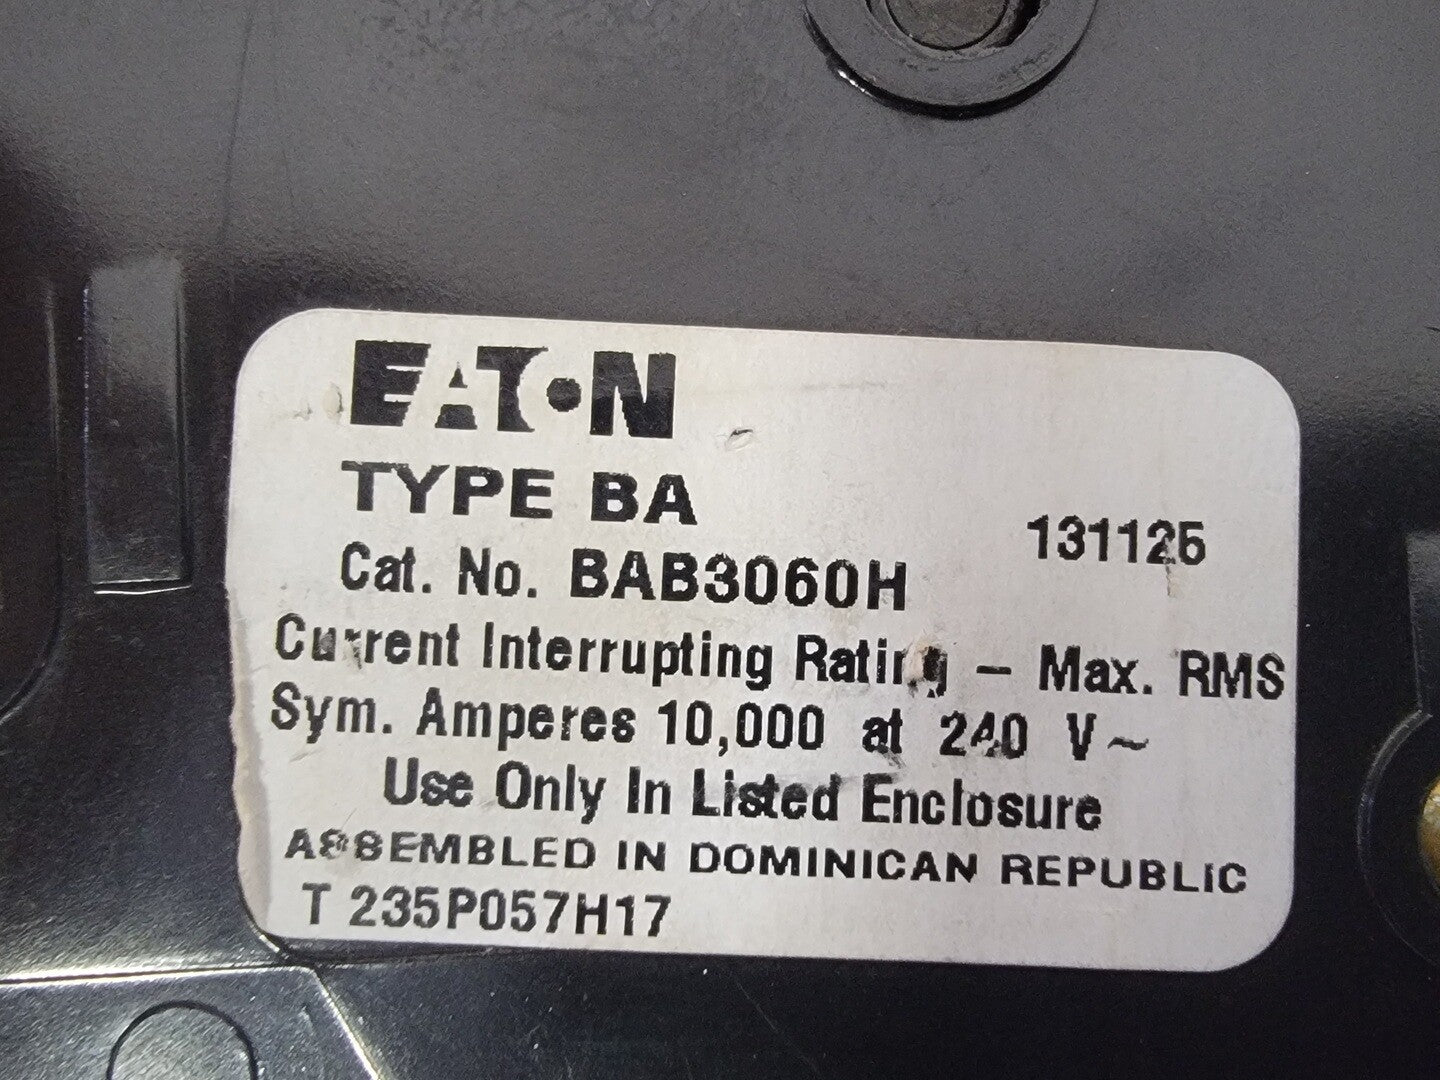 EATON
TYPE BA
131125
Cat. No. BAB3060H
Current Interrupting Rating – Max. RMS
Sym. Amperes 10,000 at 240 V ~
Use Only In Listed Enclosure
ASSEMBLED IN DOMINICAN REPUBLIC
T 235P057H17